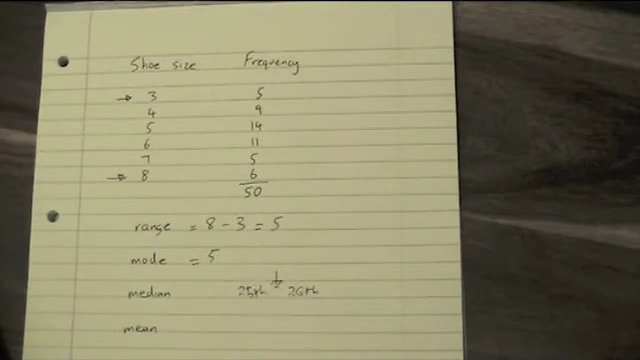 Shoe size Frequency
→ 3 5
4 9
5 14
6 11
7 5
→ 8 6
50
range = 8 - 3 = 5
mode = 5
median 25th ↓ 26th
mean